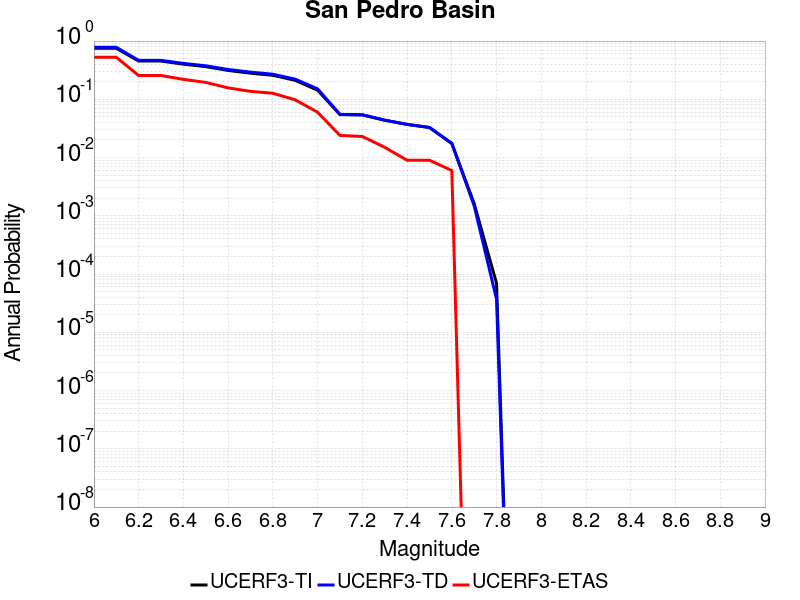 San Pedro Basin
10^0
10^-1
10^-2
10^-3
10^-4
10^-5
10^-6
10^-7
10^-8
Annual Probability
6 6.2 6.4 6.6 6.8 7 7.2 7.4 7.6 7.8 8 8.2 8.4 8.6 8.8 9
Magnitude
UCERF3-TI UCERF3-TD UCERF3-ETAS